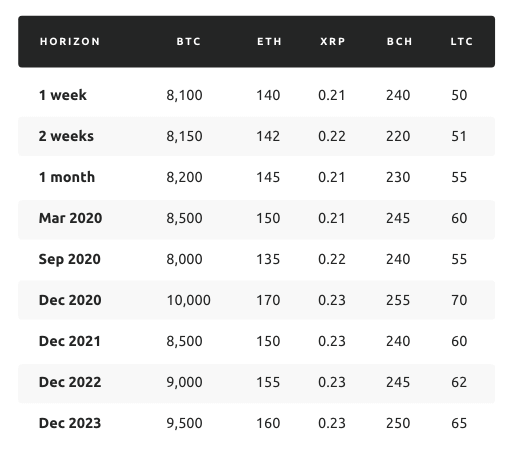 HORIZON BTC ETH XRP BCH LTC
1 week 8,100 140 0.21 240 50
2 weeks 8,150 142 0.22 220 51
1 month 8,200 145 0.21 230 55
Mar 2020 8,500 150 0.21 245 60
Sep 2020 8,000 135 0.22 240 55
Dec 2020 10,000 170 0.23 255 70
Dec 2021 8,500 150 0.23 240 60
Dec 2022 9,000 155 0.23 245 62
Dec 2023 9,500 160 0.23 250 65